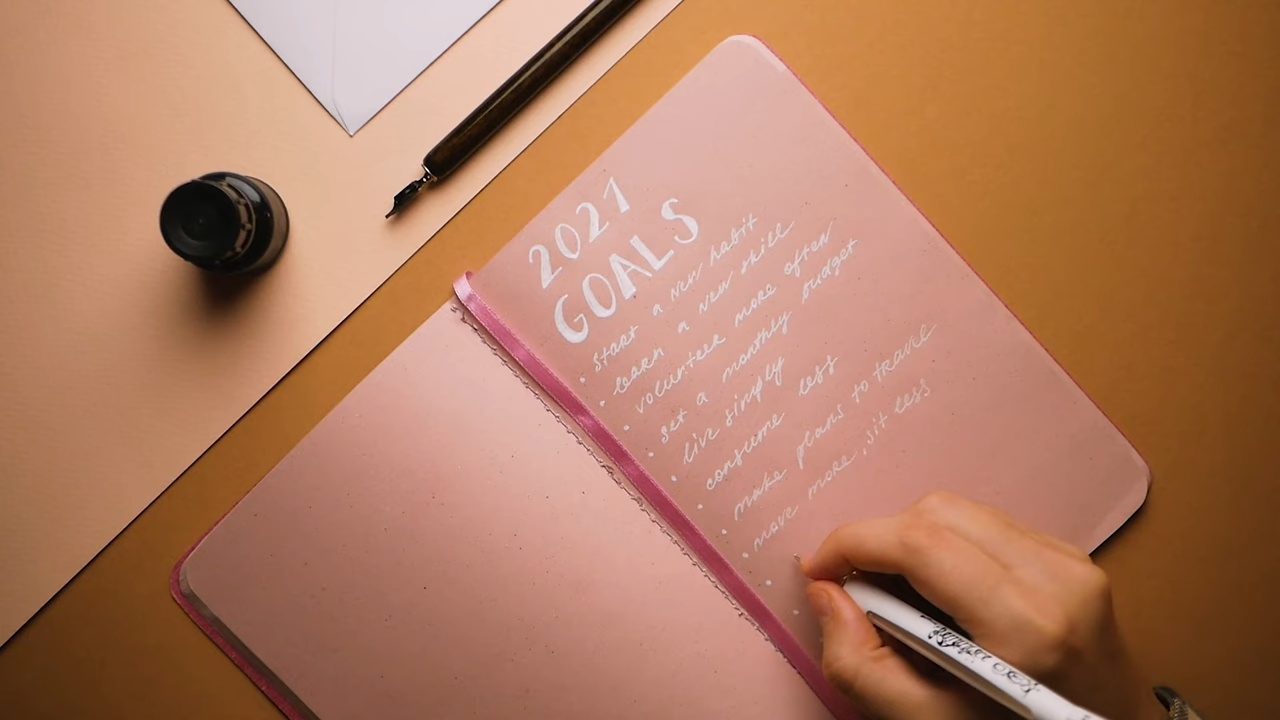 2021
GOALS
• start a new habit
• learn a new skill
• volunteer more often
• set a monthly budget
• live simply
• consume less
• make plans to travel
• move more, sit less